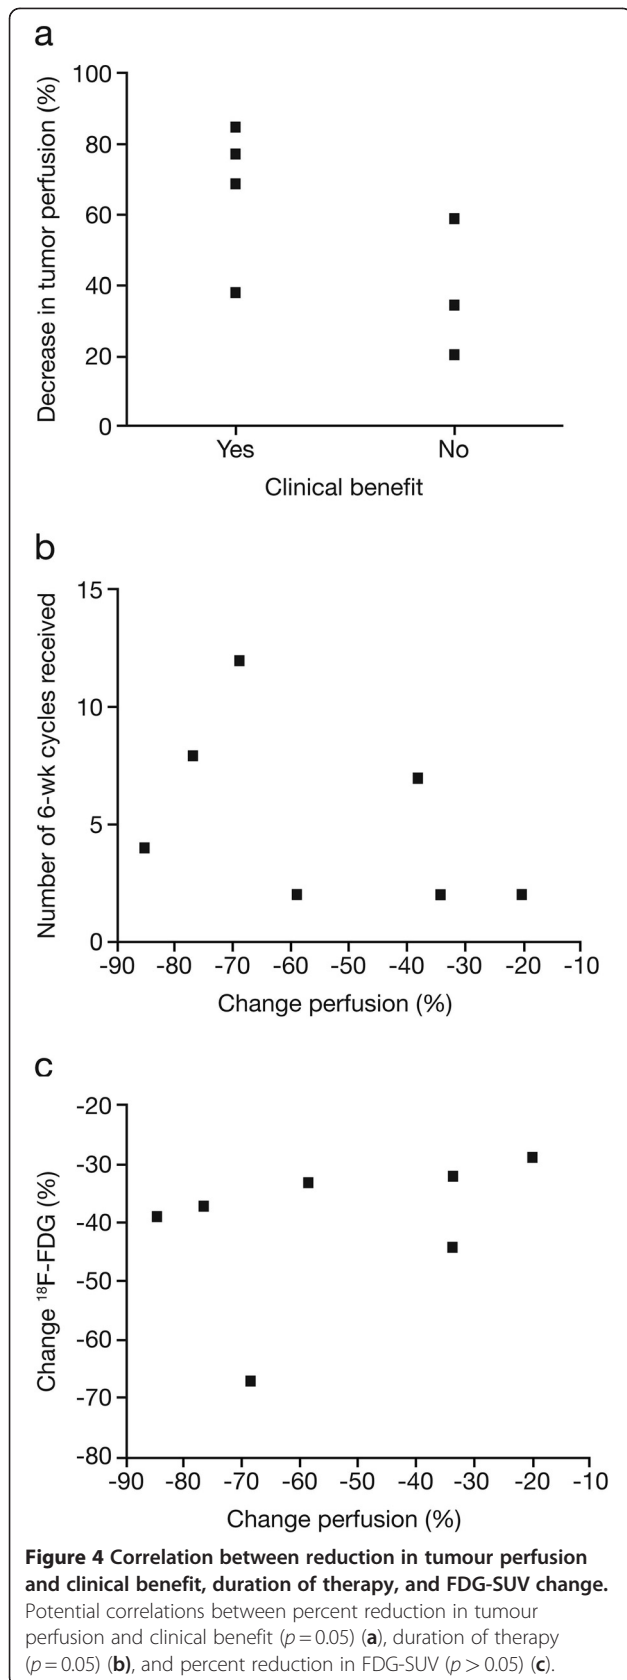 a
100
80
60
40
20
0
Decrease in tumor perfusion (%)
Yes No
Clinical benefit
b
15
10
5
0
Number of 6-wk cycles received
-90 -80 -70 -60 -50 -40 -30 -20 -10
Change perfusion (%)
c
-20
-30
-40
-50
-60
-70
-80
Change ¹⁸F-FDG (%)
-90 -80 -70 -60 -50 -40 -30 -20 -10
Change perfusion (%)
Figure 4 Correlation between reduction in tumour perfusion
and clinical benefit, duration of therapy, and FDG-SUV change.
Potential correlations between percent reduction in tumour
perfusion and clinical benefit (p = 0.05) (a), duration of therapy
(p = 0.05) (b), and percent reduction in FDG-SUV (p > 0.05) (c).